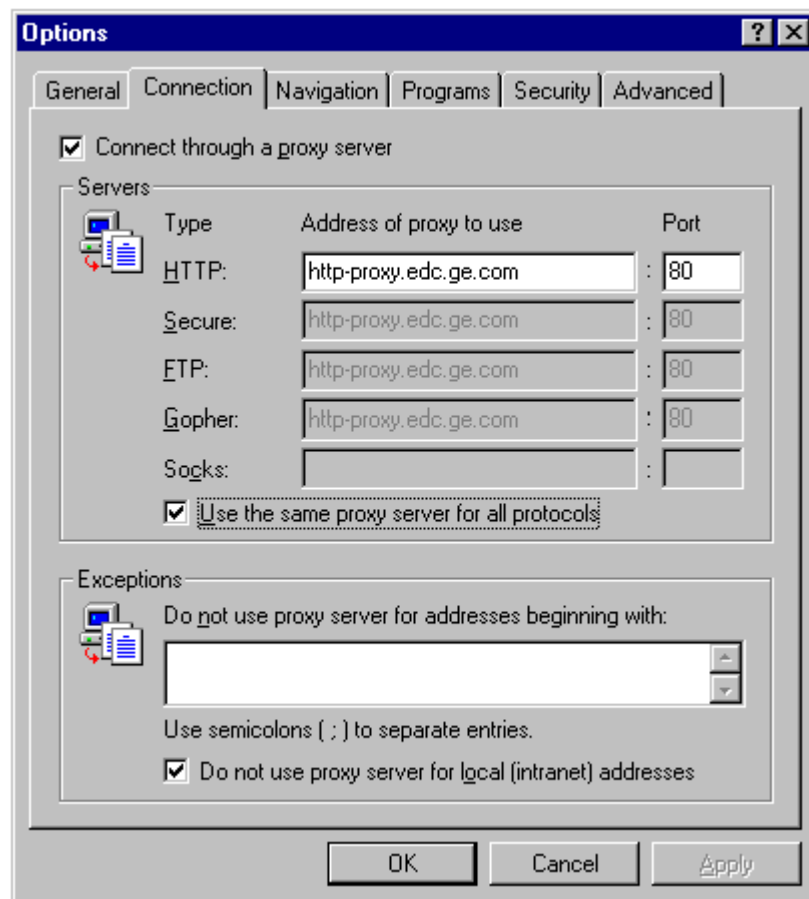 Options
General Connection Navigation Programs Security Advanced
Connect through a proxy server
Servers
Type Address of proxy to use Port
HTTP: http-proxy.edc.ge.com : 80
Secure: http-proxy.edc.ge.com : 80
FTP: http-proxy.edc.ge.com : 80
Gopher: http-proxy.edc.ge.com : 80
Socks: :
Use the same proxy server for all protocols
Exceptions
Do not use proxy server for addresses beginning with:
Use semicolons ( ; ) to separate entries.
Do not use proxy server for local (intranet) addresses
OK Cancel Apply